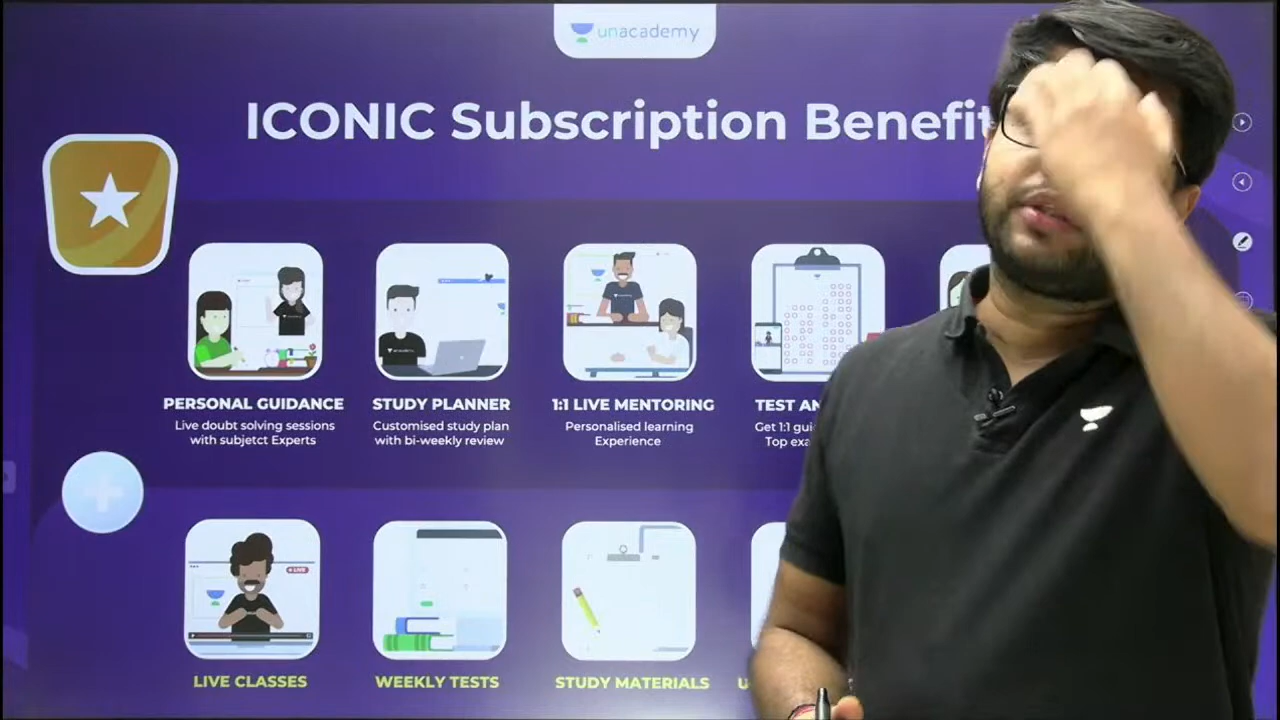 unacademy
ICONIC Subscription Benefit
PERSONAL GUIDANCE
Live doubt solving sessions
with subjetct Experts
STUDY PLANNER
Customised study plan
with bi-weekly review
1:1 LIVE MENTORING
Personalised learning
Experience
TEST AN
Get 1:1 gui
Top exa
LIVE
LIVE CLASSES
WEEKLY TESTS
STUDY MATERIALS
U